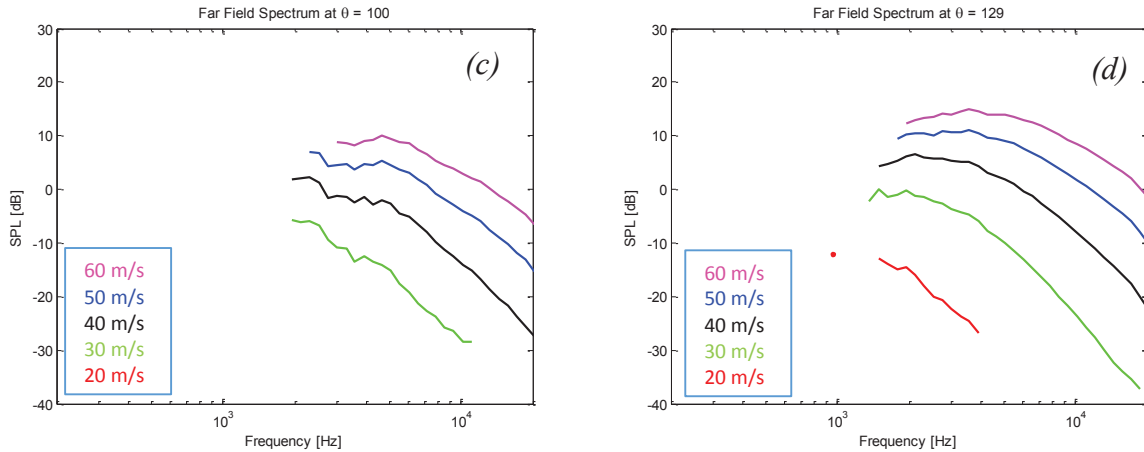 Far Field Spectrum at θ = 100
(c)
SPL [dB]
30
20
10
0
-10
-20
-30
-40
60 m/s
50 m/s
40 m/s
30 m/s
20 m/s
10³
10⁴
Frequency [Hz]
Far Field Spectrum at θ = 129
(d)
SPL [dB]
30
20
10
0
-10
-20
-30
-40
60 m/s
50 m/s
40 m/s
30 m/s
20 m/s
10³
10⁴
Frequency [Hz]